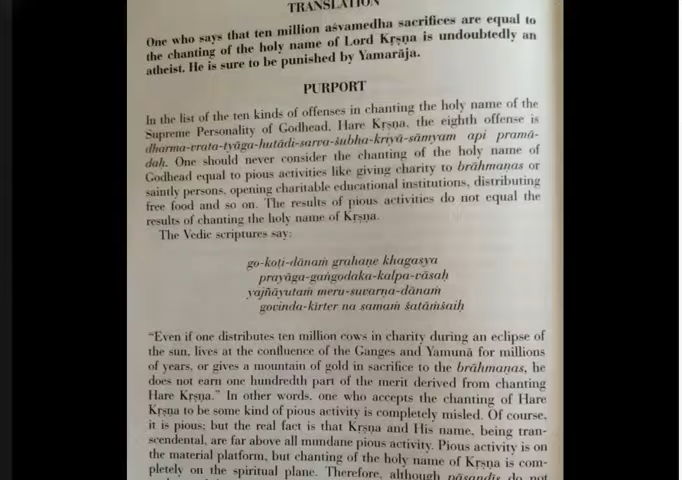 TRANSLATION
One who says that ten million aśvamedha sacrifices are equal to
the chanting of the holy name of Lord Kṛṣṇa is undoubtedly an
atheist. He is sure to be punished by Yamarāja.
PURPORT
In the list of the ten kinds of offenses in chanting the holy name of the
Supreme Personality of Godhead, Hare Kṛṣṇa, the eighth offense is
dharma-vrata-tyāga-hutādi-sarva-śubha-kriyā-sāmyam api pramā-
daḥ. One should never consider the chanting of the holy name of
Godhead equal to pious activities like giving charity to brāhmaṇas or
saintly persons, opening charitable educational institutions, distributing
free food and so on. The results of pious activities do not equal the
results of chanting the holy name of Kṛṣṇa.
The Vedic scriptures say:
go-koṭi-dānaṁ grahaṇe khagasya
prayāga-gaṅgodaka-kalpa-vāsaḥ
yajñāyutaṁ meru-suvarṇa-dānaṁ
govinda-kīrter na samaṁ śatāṁśaiḥ
"Even if one distributes ten million cows in charity during an eclipse of
the sun, lives at the confluence of the Ganges and Yamunā for millions
of years, or gives a mountain of gold in sacrifice to the brāhmaṇas, he
does not earn one hundredth part of the merit derived from chanting
Hare Kṛṣṇa." In other words, one who accepts the chanting of Hare
Kṛṣṇa to be some kind of pious activity is completely misled. Of course,
it is pious; but the real fact is that Kṛṣṇa and His name, being tran-
scendental, are far above all mundane pious activity. Pious activity is on
the material platform, but chanting of the holy name of Kṛṣṇa is com-
pletely on the spiritual plane. Therefore, although pāṣaṇḍīs do not